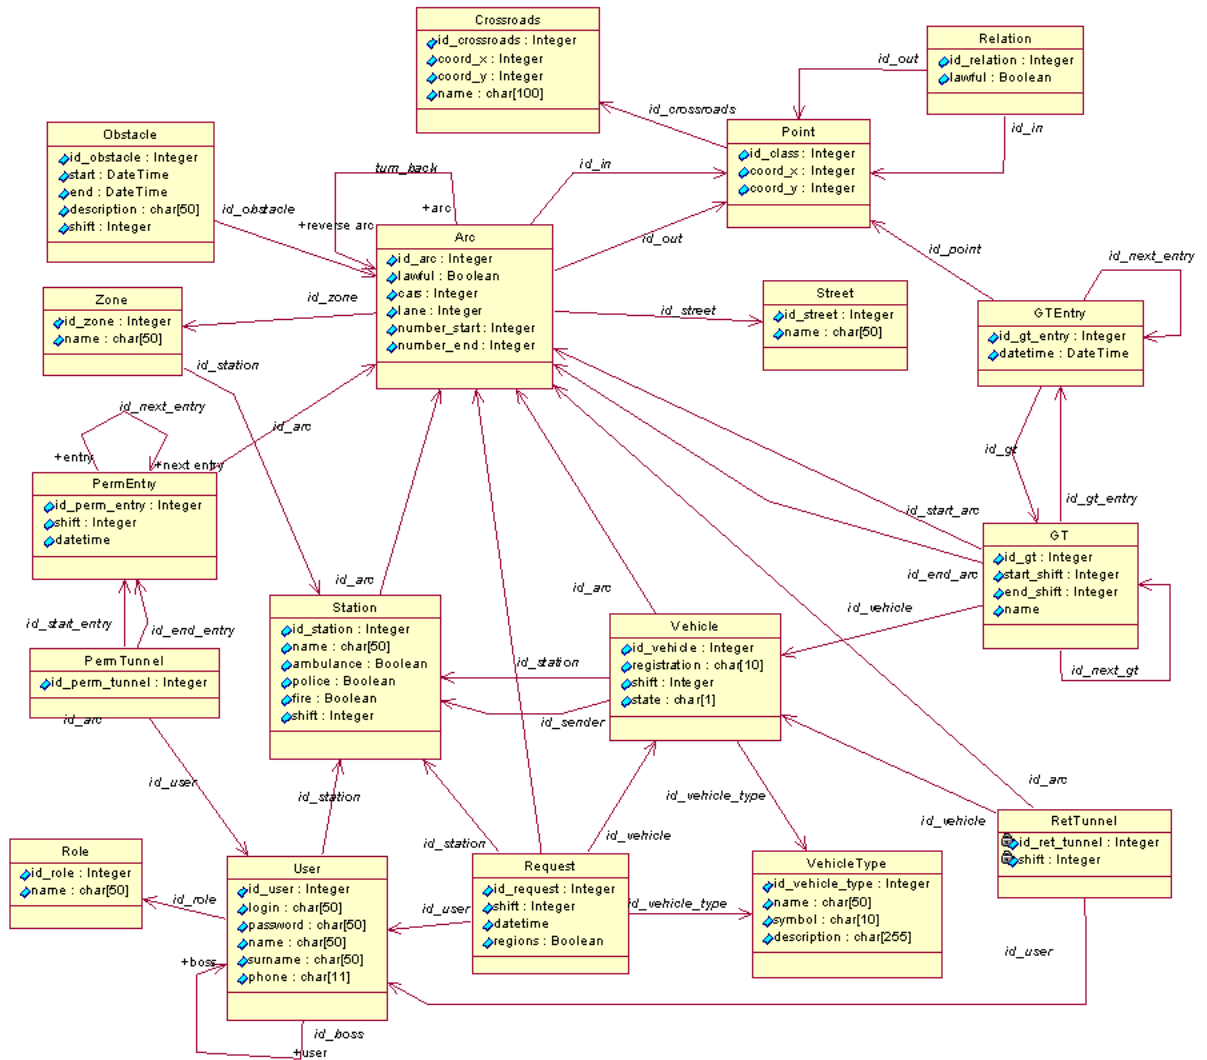 Crossroads
id_crossroads : Integer
coord_x : Integer
coord_y : Integer
name : char[100]
Relation
id_relation : Integer
lawful : Boolean
id_out
id_crossroads
id_in
Point
id_class : Integer
coord_x : Integer
coord_y : Integer
Obstacle
id_obstacle : Integer
start : DateTime
end : DateTime
description : char[50]
shift : Integer
id_obstacle
turn_back
+arc
+reverse arc
id_in
id_out
Arc
id_arc : Integer
lawful : Boolean
cars : Integer
lane : Integer
number_start : Integer
number_end : Integer
id_point
id_next_entry
Zone
id_zone : Integer
name : char[50]
id_zone
id_street
Street
id_street : Integer
name : char[50]
GTEntry
id_gt_entry : Integer
datetime : DateTime
id_station
id_next_entry
+entry
+next entry
id_arc
PermEntry
id_perm_entry : Integer
shift : Integer
datetime
id_gt
id_gt_entry
id_start_arc
id_end_arc
GT
id_gt : Integer
start_shift : Integer
end_shift : Integer
name
id_vehicle
id_next_gt
id_start_entry
id_end_entry
PermTunnel
id_perm_tunnel : Integer
id_arc
id_arc
Station
id_station : Integer
name : char[50]
ambulance : Boolean
police : Boolean
fire : Boolean
shift : Integer
id_arc
id_station
id_sender
Vehicle
id_vehicle : Integer
registration : char[10]
shift : Integer
state : char[1]
id_user
id_station
id_vehicle_type
id_arc
id_vehicle
RetTunnel
id_ret_tunnel : Integer
shift : Integer
Role
id_role : Integer
name : char[50]
id_role
User
id_user : Integer
login : char[50]
password : char[50]
name : char[50]
surname : char[50]
phone : char[11]
id_station
id_vehicle
id_user
Request
id_request : Integer
shift : Integer
datetime
regions : Boolean
id_vehicle_type
VehicleType
id_vehicle_type : Integer
name : char[50]
symbol : char[10]
description : char[255]
id_user
+boss
id_boss
+user